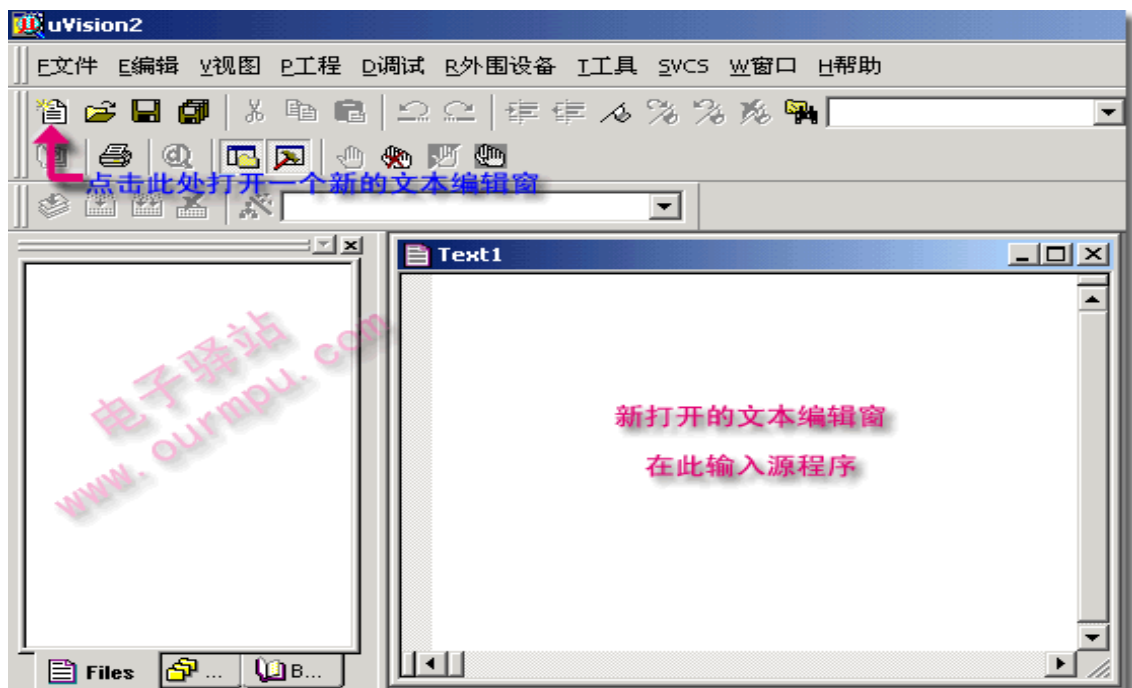 uVision2
F文件 E编辑 V视图 P工程 D调试 R外围设备 T工具 SVCS W窗口 H帮助
点击此处打开一个新的文本编辑窗
Text1
电子驿站
www.ourmpu.com
新打开的文本编辑窗
在此输入源程序
Files ... B...